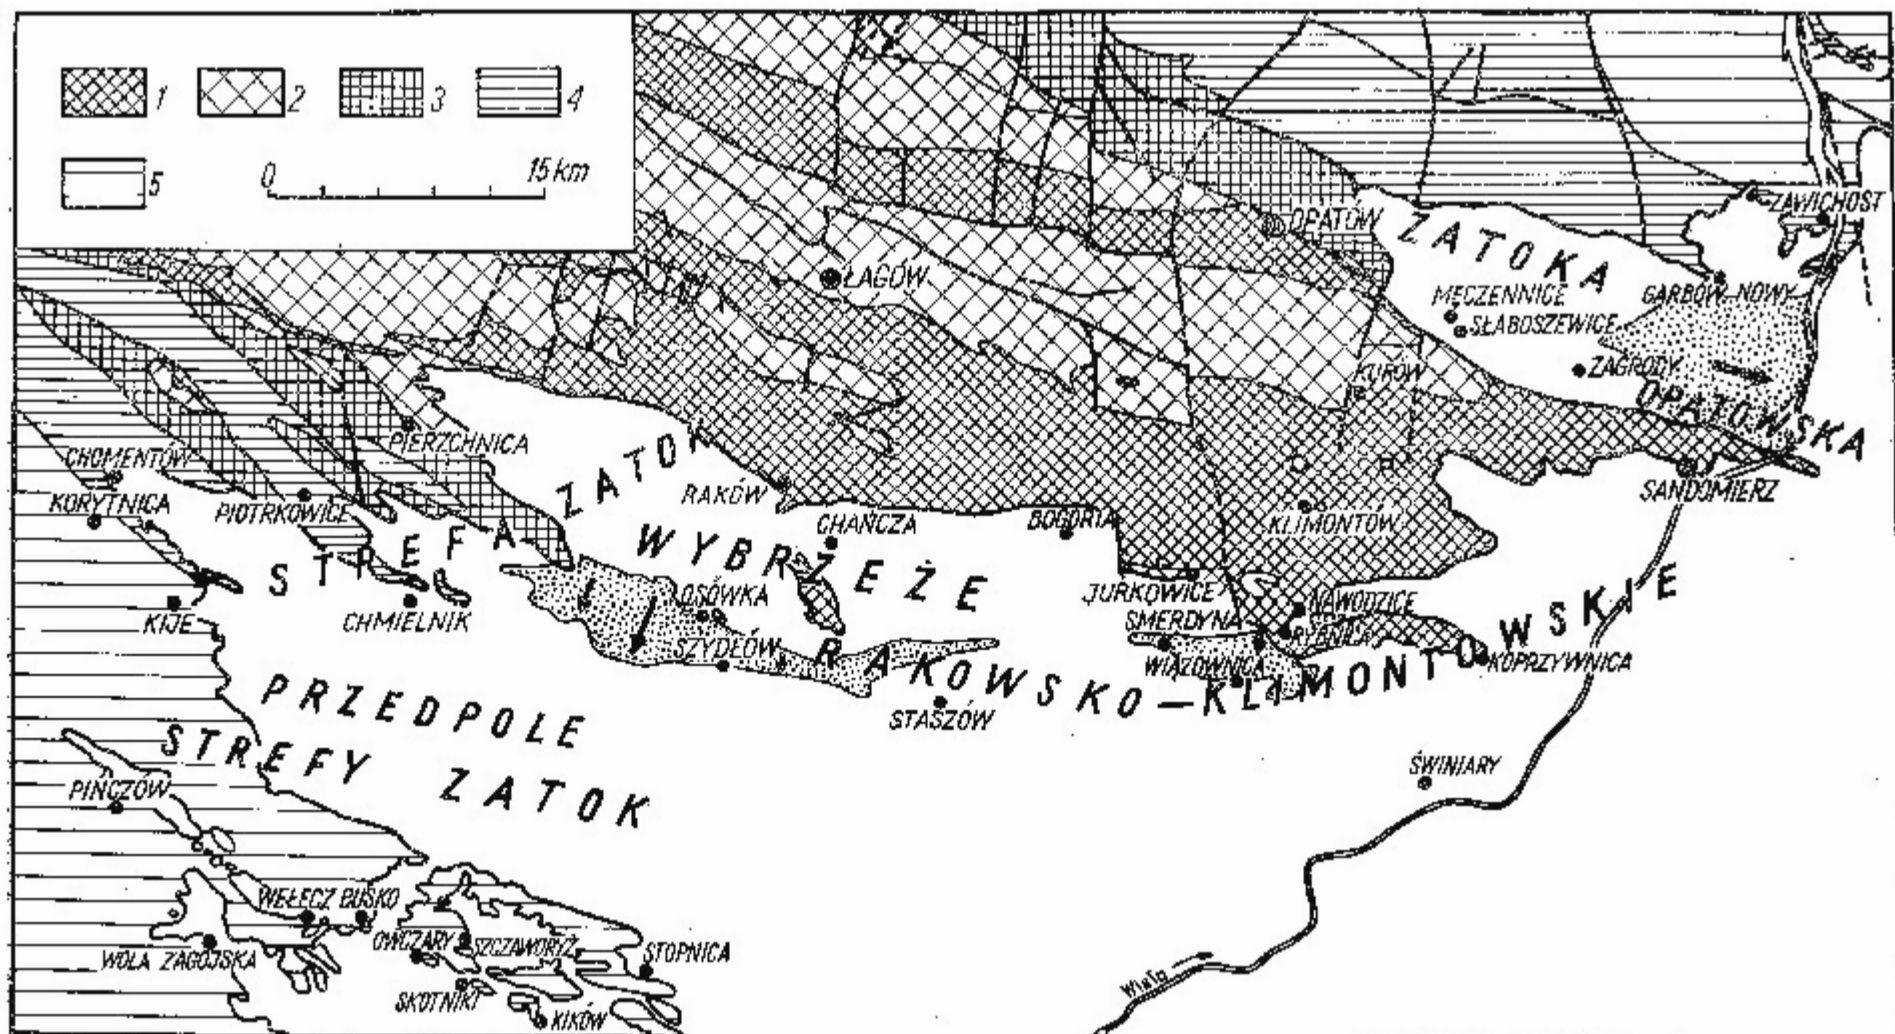 1 2 3 4
5 0 15 km
OPATÓW
ZAWICHOST
ZATOKA
ŁAGÓW
MĘCZENNICE
GARBÓW NOWY
SŁABOSZEWICE
ZAGRODY
KURÓW
OPATOWSKA
PIERZCHNICA
CHOMENTÓW
ZATOK
RAKÓW
SANDOMIERZ
KORYTNICA
PIOTRKOWICE
CHAŃCZA
BOGORIA
KLIMONTÓW
STREFA
WYBRZEŻE
JURKOWICE
OSÓWKA
NAWODZICE
KIJE
CHMIELNIK
SMERDYNA
RYBNICA
SZYDŁÓW
WIĄZOWNICA
KOPRZYWNICA
RAKOWSKO-KLIMONTOWSKIE
STASZÓW
PRZEDPOLE
STREFY ZATOK
ŚWINIARY
PIŃCZÓW
WEŁECZ BUSKO
OWCZARY
SZCZAWORYŻ
STOPNICA
WOLA ZAGOJSKA
SKOTNIKI
KIKÓW
Wisła